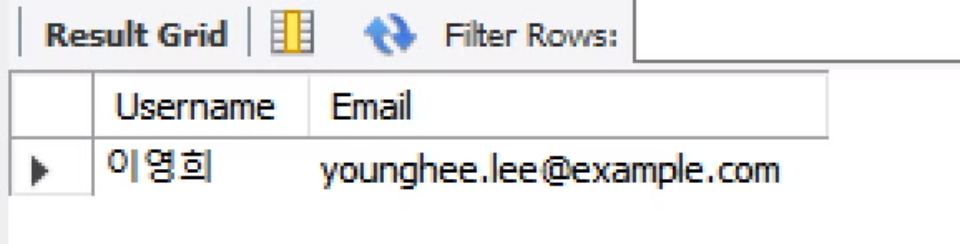 Result Grid Filter Rows:
Username Email
이영희 younghee.lee@example.com